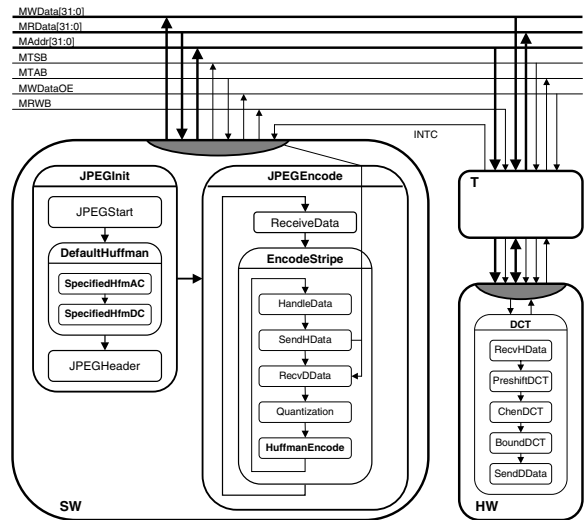 MWData[31:0]
MRData[31:0]
MAddr[31:0]
MTSB
MTAB
MWDataOE
MRWB
INTC
JPEGInit
JPEGStart
DefaultHuffman
SpecifiedHfmAC
SpecifiedHfmDC
JPEGHeader
JPEGEncode
ReceiveData
EncodeStripe
HandleData
SendHData
RecvDData
Quantization
HuffmanEncode
SW
T
DCT
RecvHData
PreshiftDCT
ChenDCT
BoundDCT
SendDData
HW